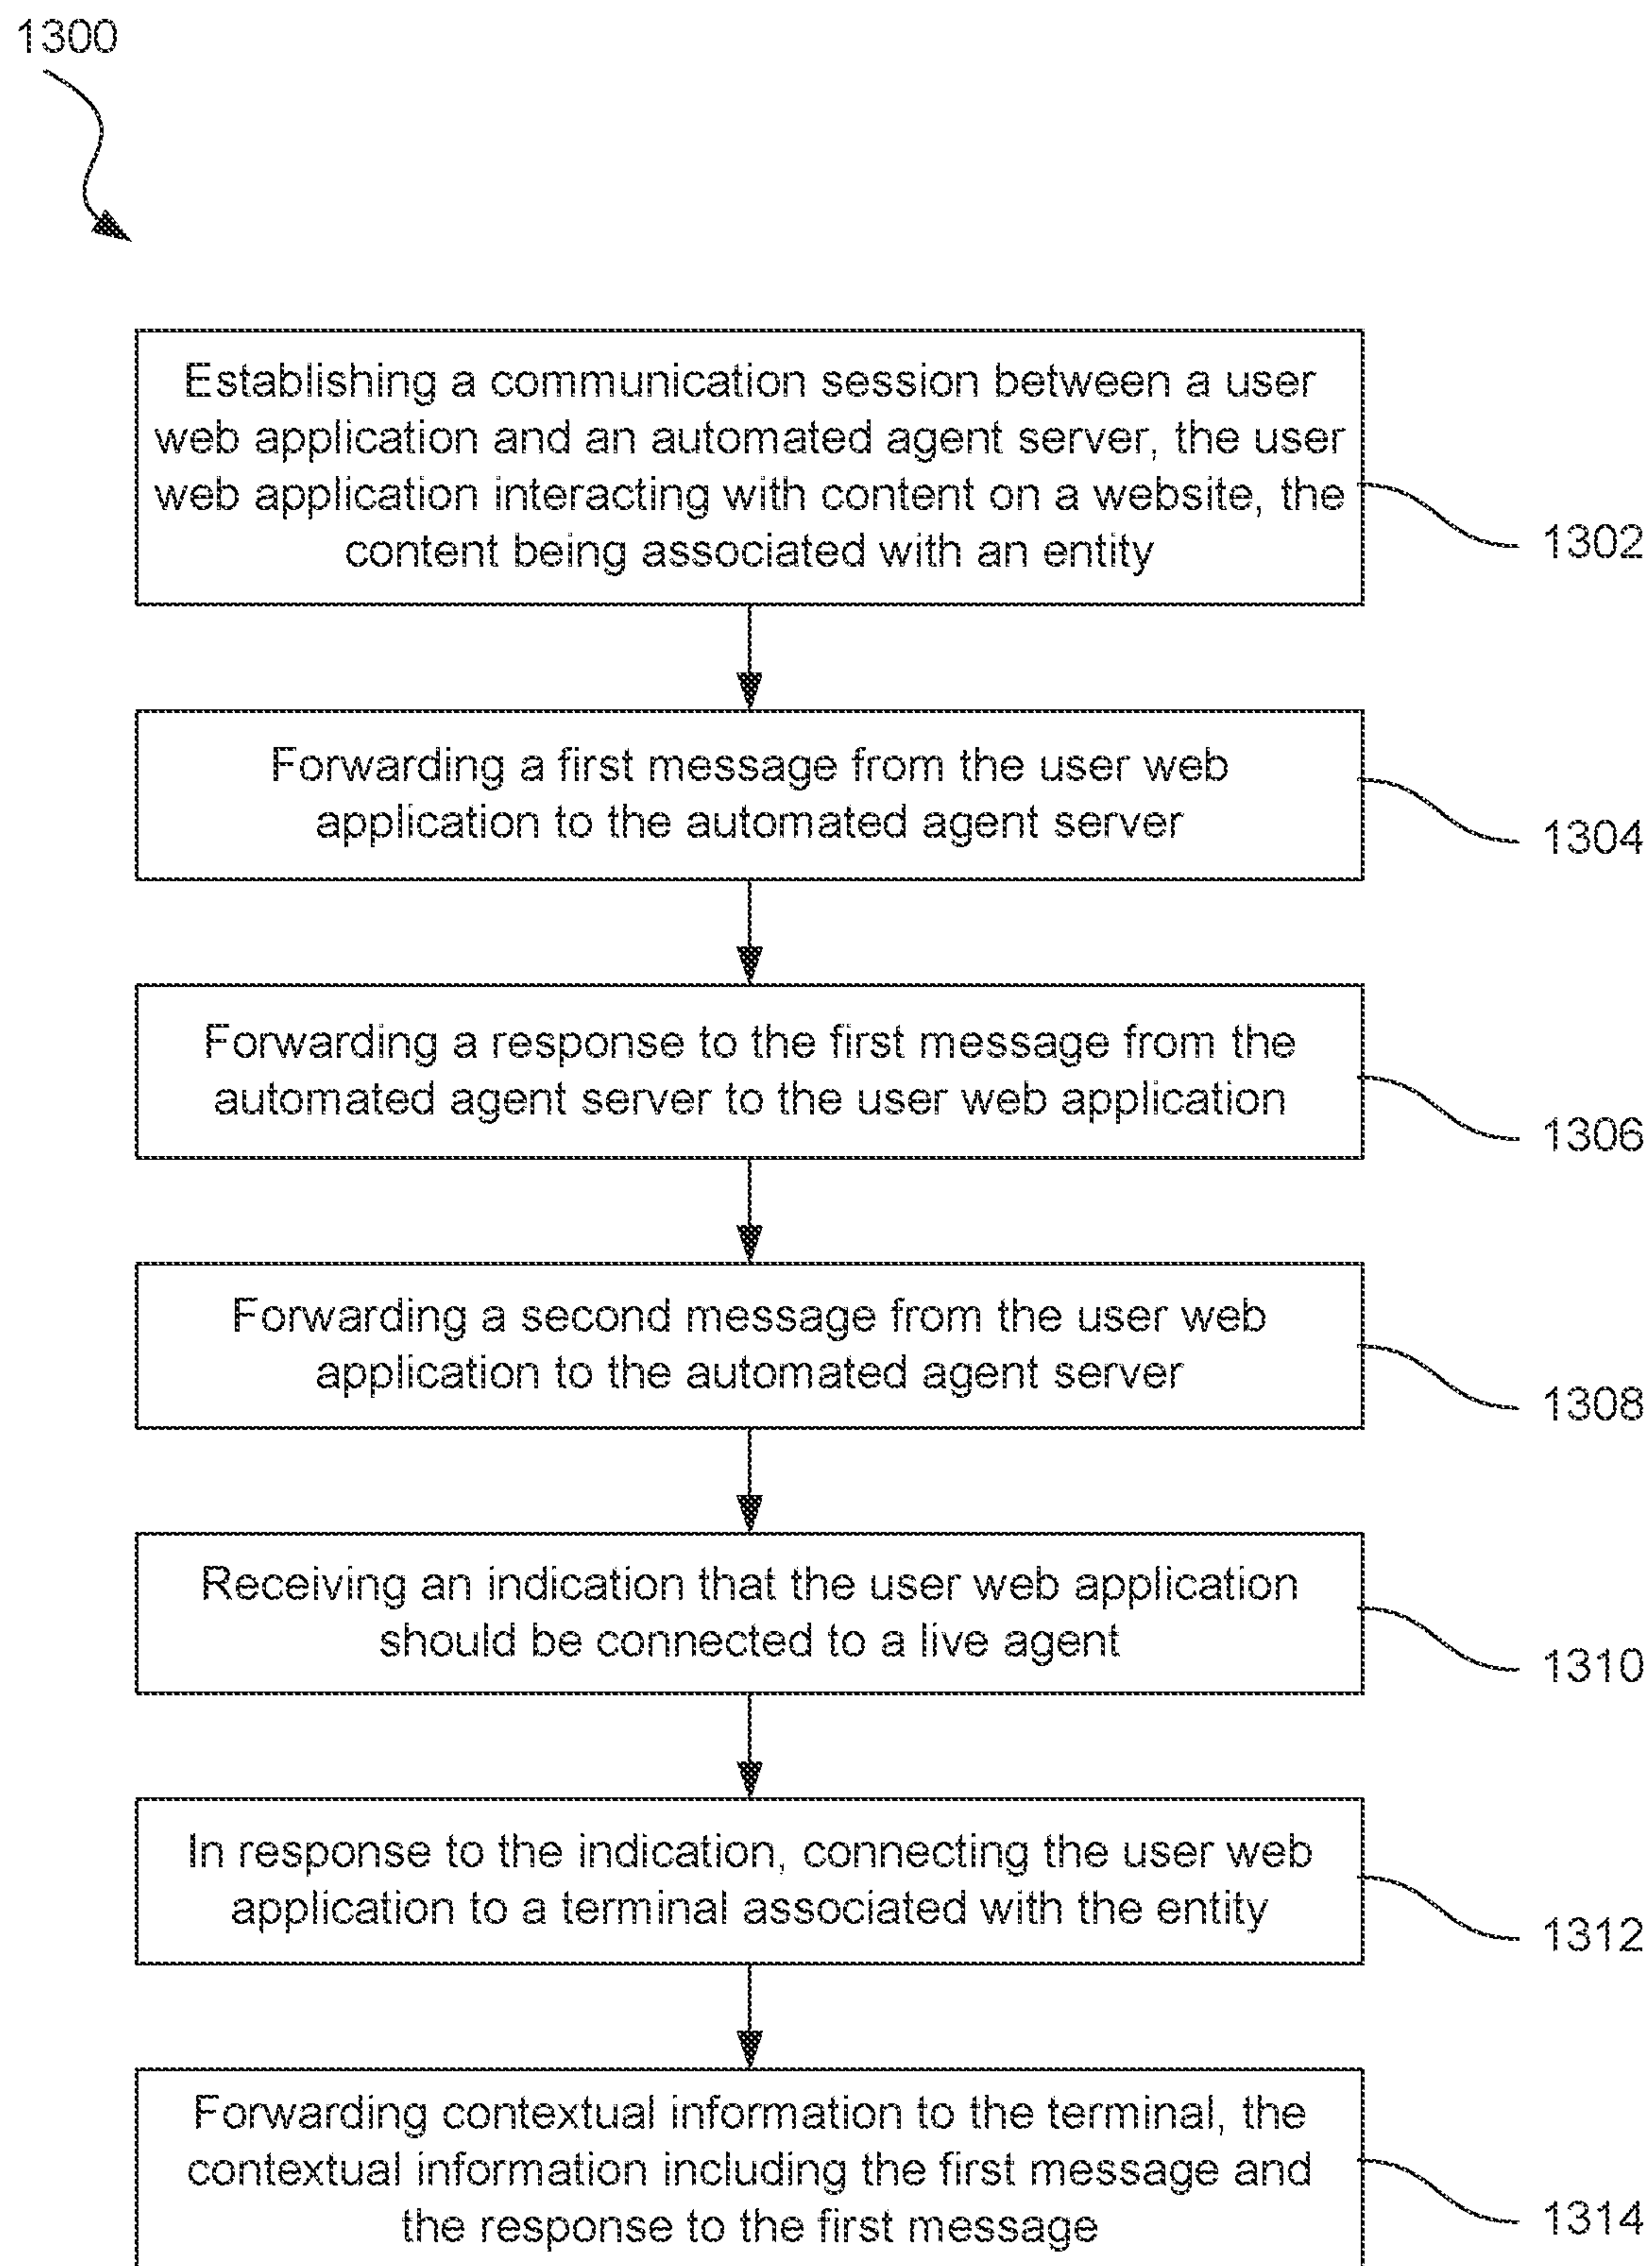 1300
Establishing a communication session between a user
web application and an automated agent server, the user
web application interacting with content on a website, the
content being associated with an entity
1302
Forwarding a first message from the user web
application to the automated agent server
1304
Forwarding a response to the first message from the
automated agent server to the user web application
1306
Forwarding a second message from the user web
application to the automated agent server
1308
Receiving an indication that the user web application
should be connected to a live agent
1310
In response to the indication, connecting the user web
application to a terminal associated with the entity
1312
Forwarding contextual information to the terminal, the
contextual information including the first message and
the response to the first message
1314